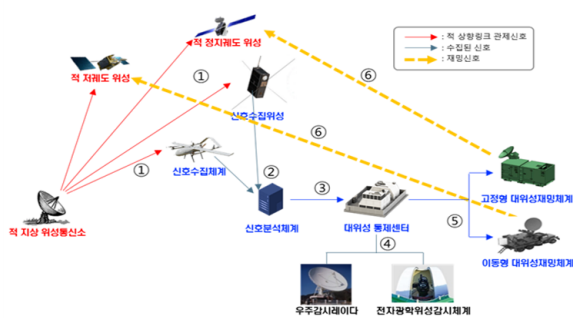 적 정지궤도 위성
: 적 상향링크 관제신호
: 수집된 신호
: 재밍신호
적 저궤도 위성
①
⑥
신호수집위성
⑥
①
신호수집체계
②
③
고정형 대위성재밍체계
적 지상 위성통신소
신호분석체계
대위성 통제센터
⑤
④
이동형 대위성재밍체계
우주감시레이다
전자광학위성감시체계